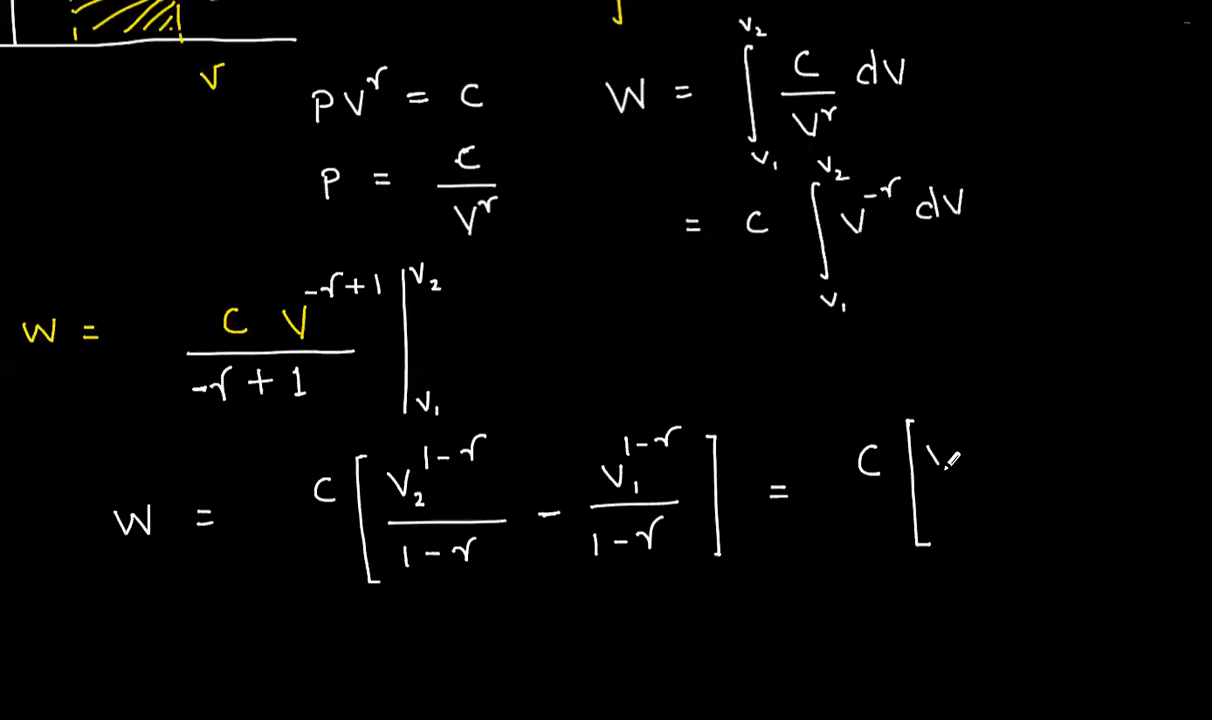 V
PV^γ = C
P = C / V^γ
W = ∫_{V₁}^{V₂} C / V^γ dV
= C ∫_{V₁}^{V₂} V^{-γ} dV
W = C V^{-γ+1} / -γ+1 |_{V₁}^{V₂}
W = C [ V₂^{1-γ} / 1-γ - V₁^{1-γ} / 1-γ ] = C [